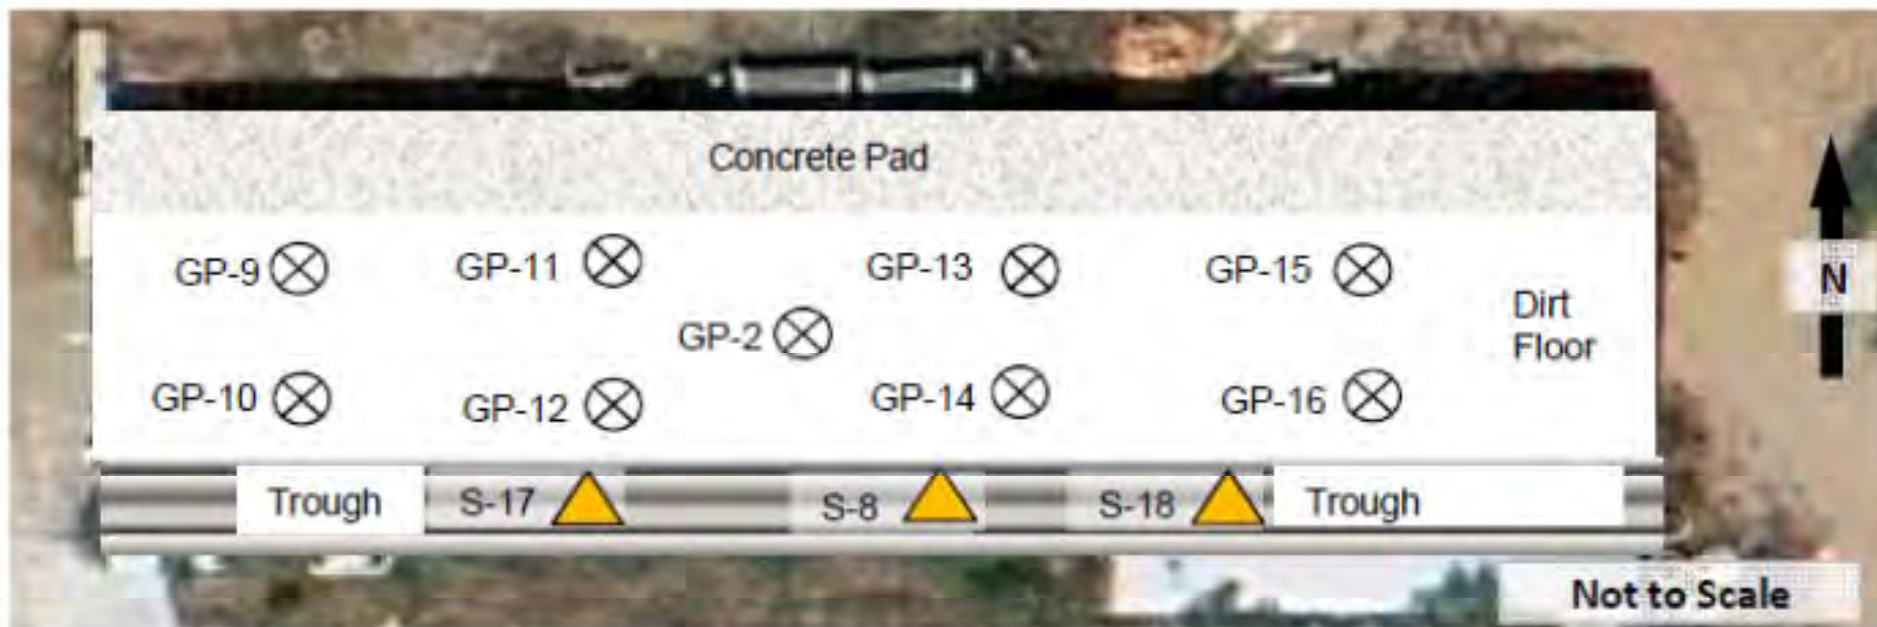 Concrete Pad
GP-9
GP-11
GP-13
GP-15
GP-2
Dirt
Floor
N
GP-10
GP-12
GP-14
GP-16
Trough
S-17
S-8
S-18
Trough
Not to Scale